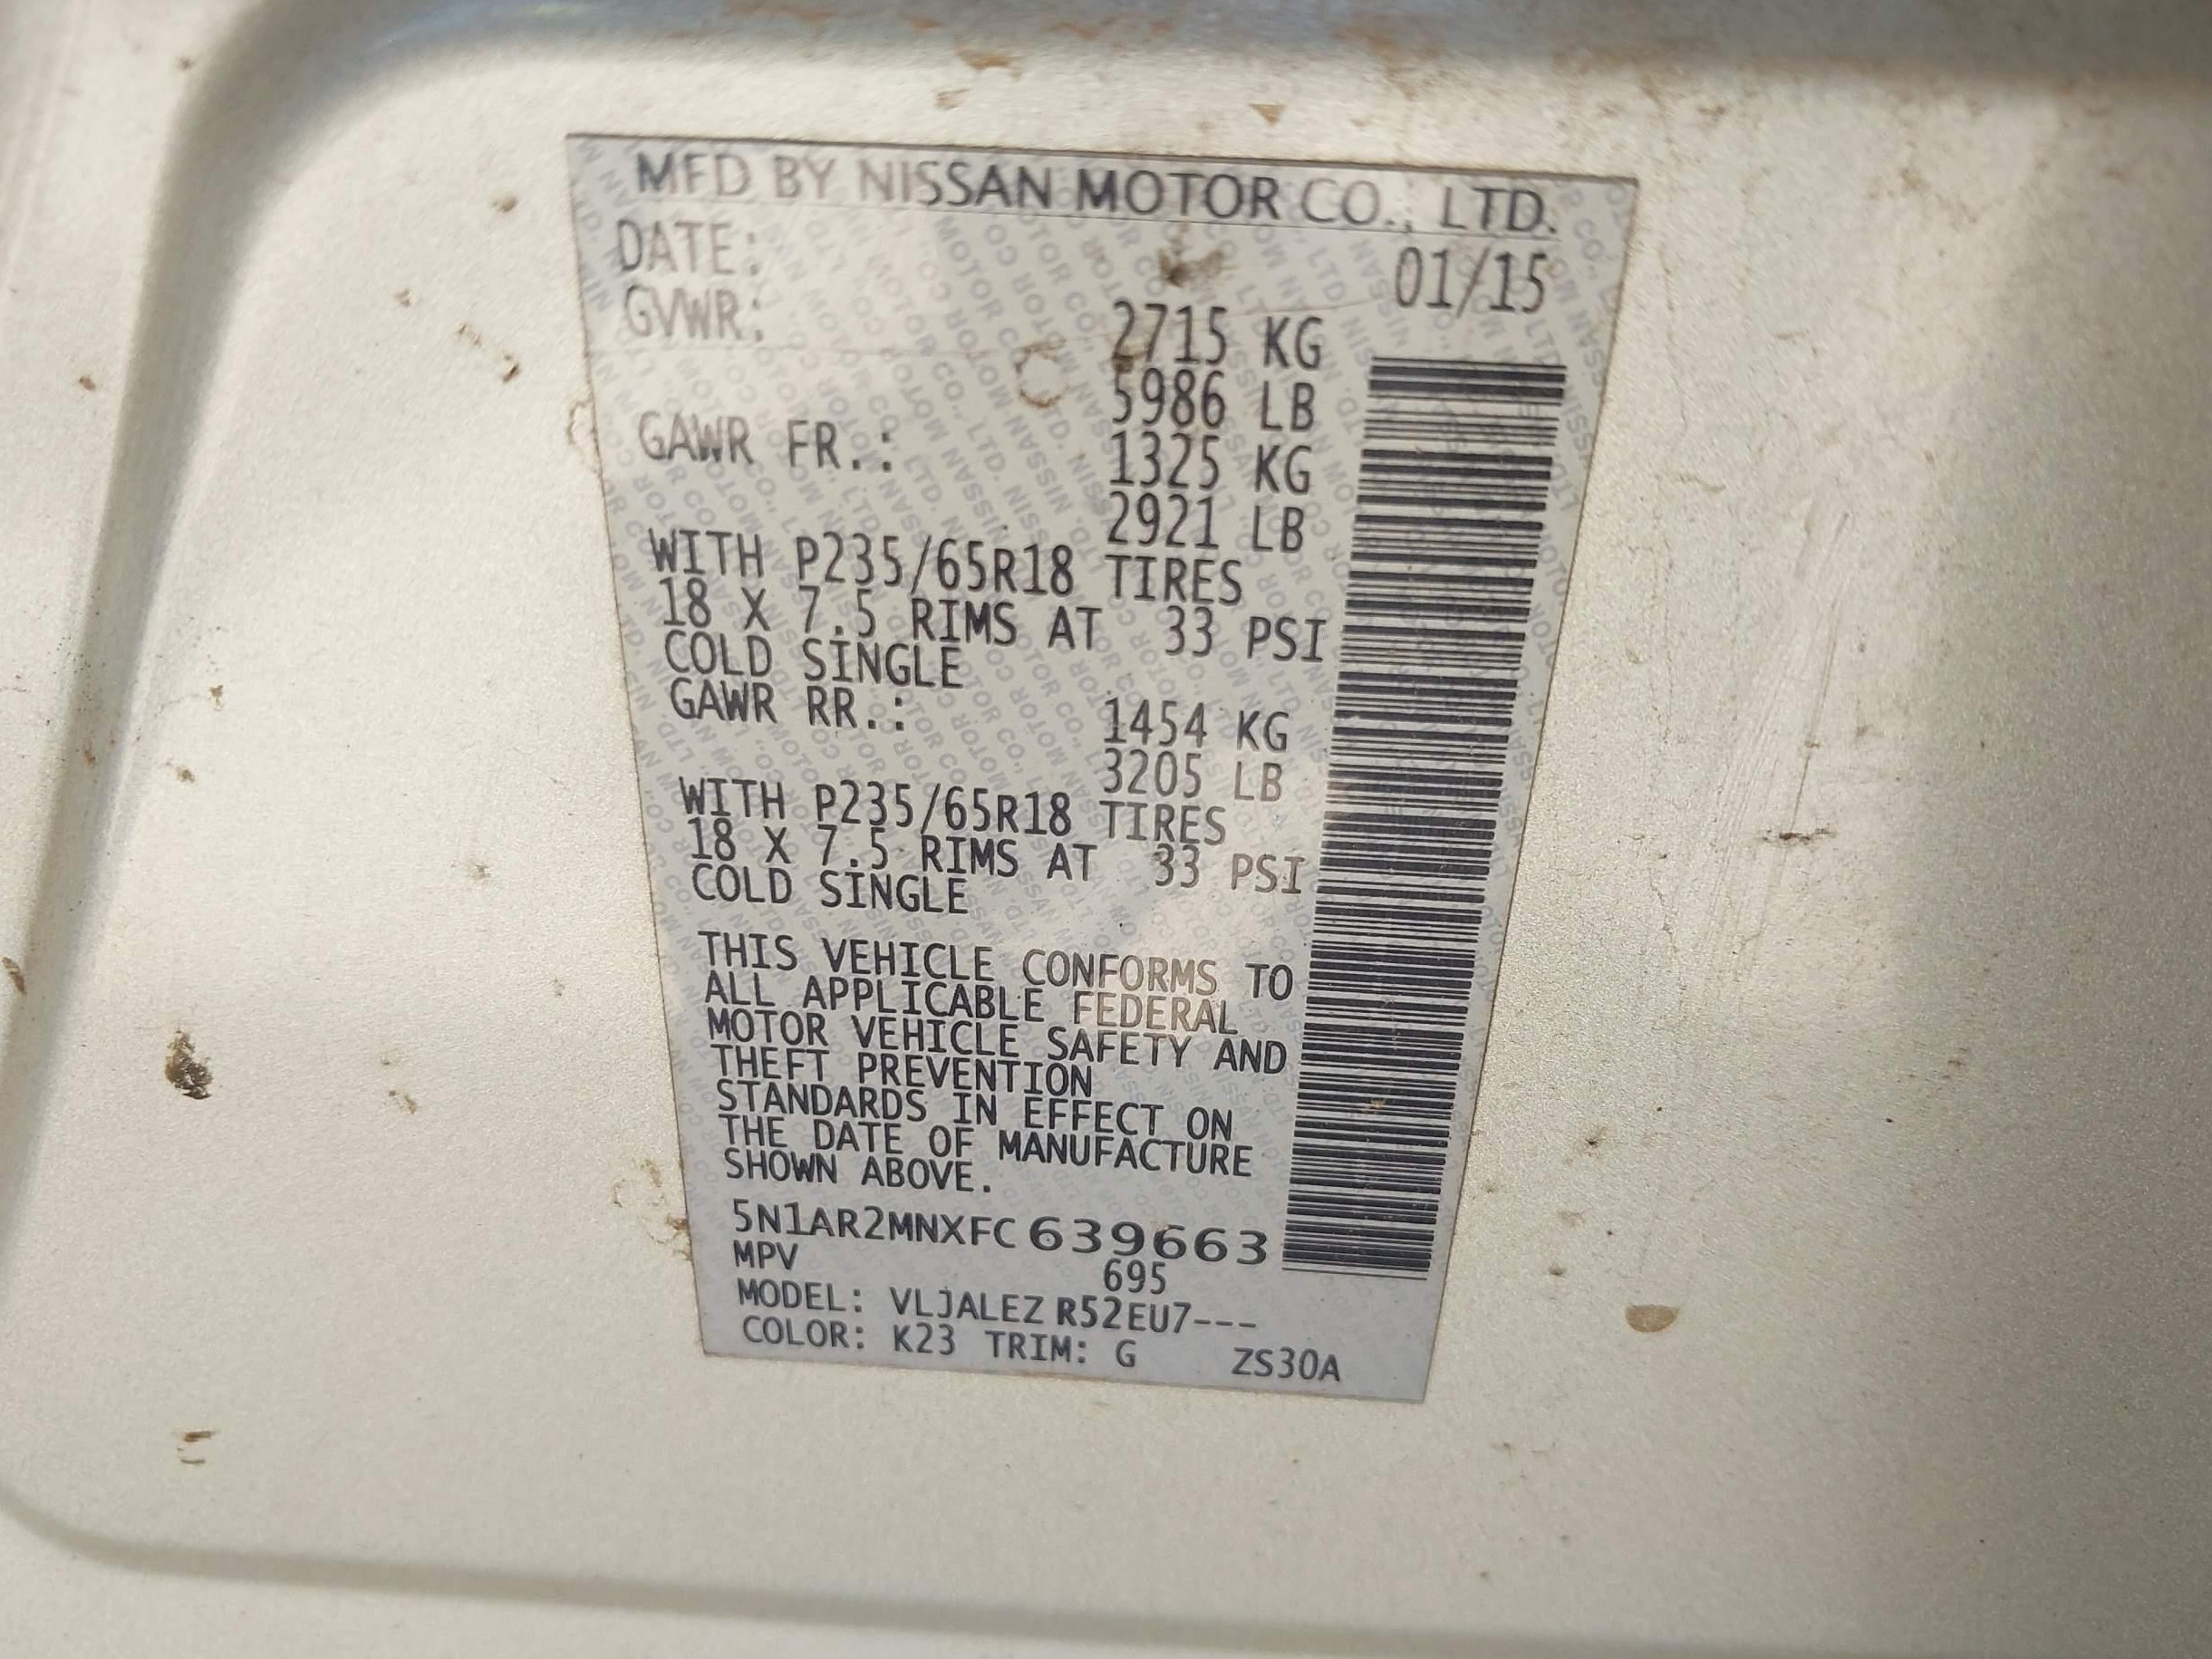 MFD BY NISSAN MOTOR CO., LTD.
DATE: 01/15
GVWR: 2715 KG
5986 LB
GAWR FR.: 1325 KG
2921 LB
WITH P235/65R18 TIRES
18 X 7.5 RIMS AT 33 PSI
COLD SINGLE
GAWR RR.: 1454 KG
3205 LB
WITH P235/65R18 TIRES
18 X 7.5 RIMS AT 33 PSI
COLD SINGLE
THIS VEHICLE CONFORMS TO
ALL APPLICABLE FEDERAL
MOTOR VEHICLE SAFETY AND
THEFT PREVENTION
STANDARDS IN EFFECT ON
THE DATE OF MANUFACTURE
SHOWN ABOVE.
5N1AR2MNXFC639663
MPV 695
MODEL: VLJALEZ R52EU7---
COLOR: K23 TRIM: G ZS30A